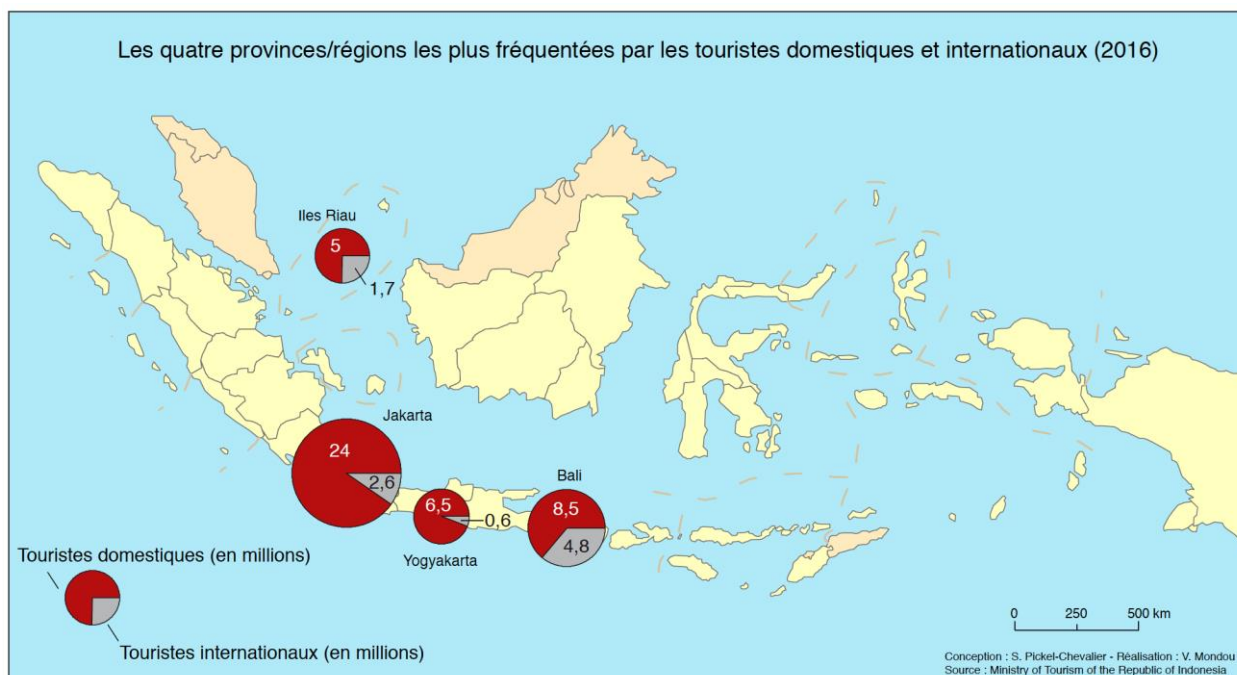 Les quatre provinces/régions les plus fréquentées par les touristes domestiques et internationaux (2016)
Iles Riau
5
1,7
Jakarta
24
2,6
Bali
6,5
0,6
8,5
4,8
Yogyakarta
Touristes domestiques (en millions)
Touristes internationaux (en millions)
0 250 500 km
Conception : S. Pickel-Chevalier - Réalisation : V. Mondou
Source : Ministry of Tourism of the Republic of Indonesia